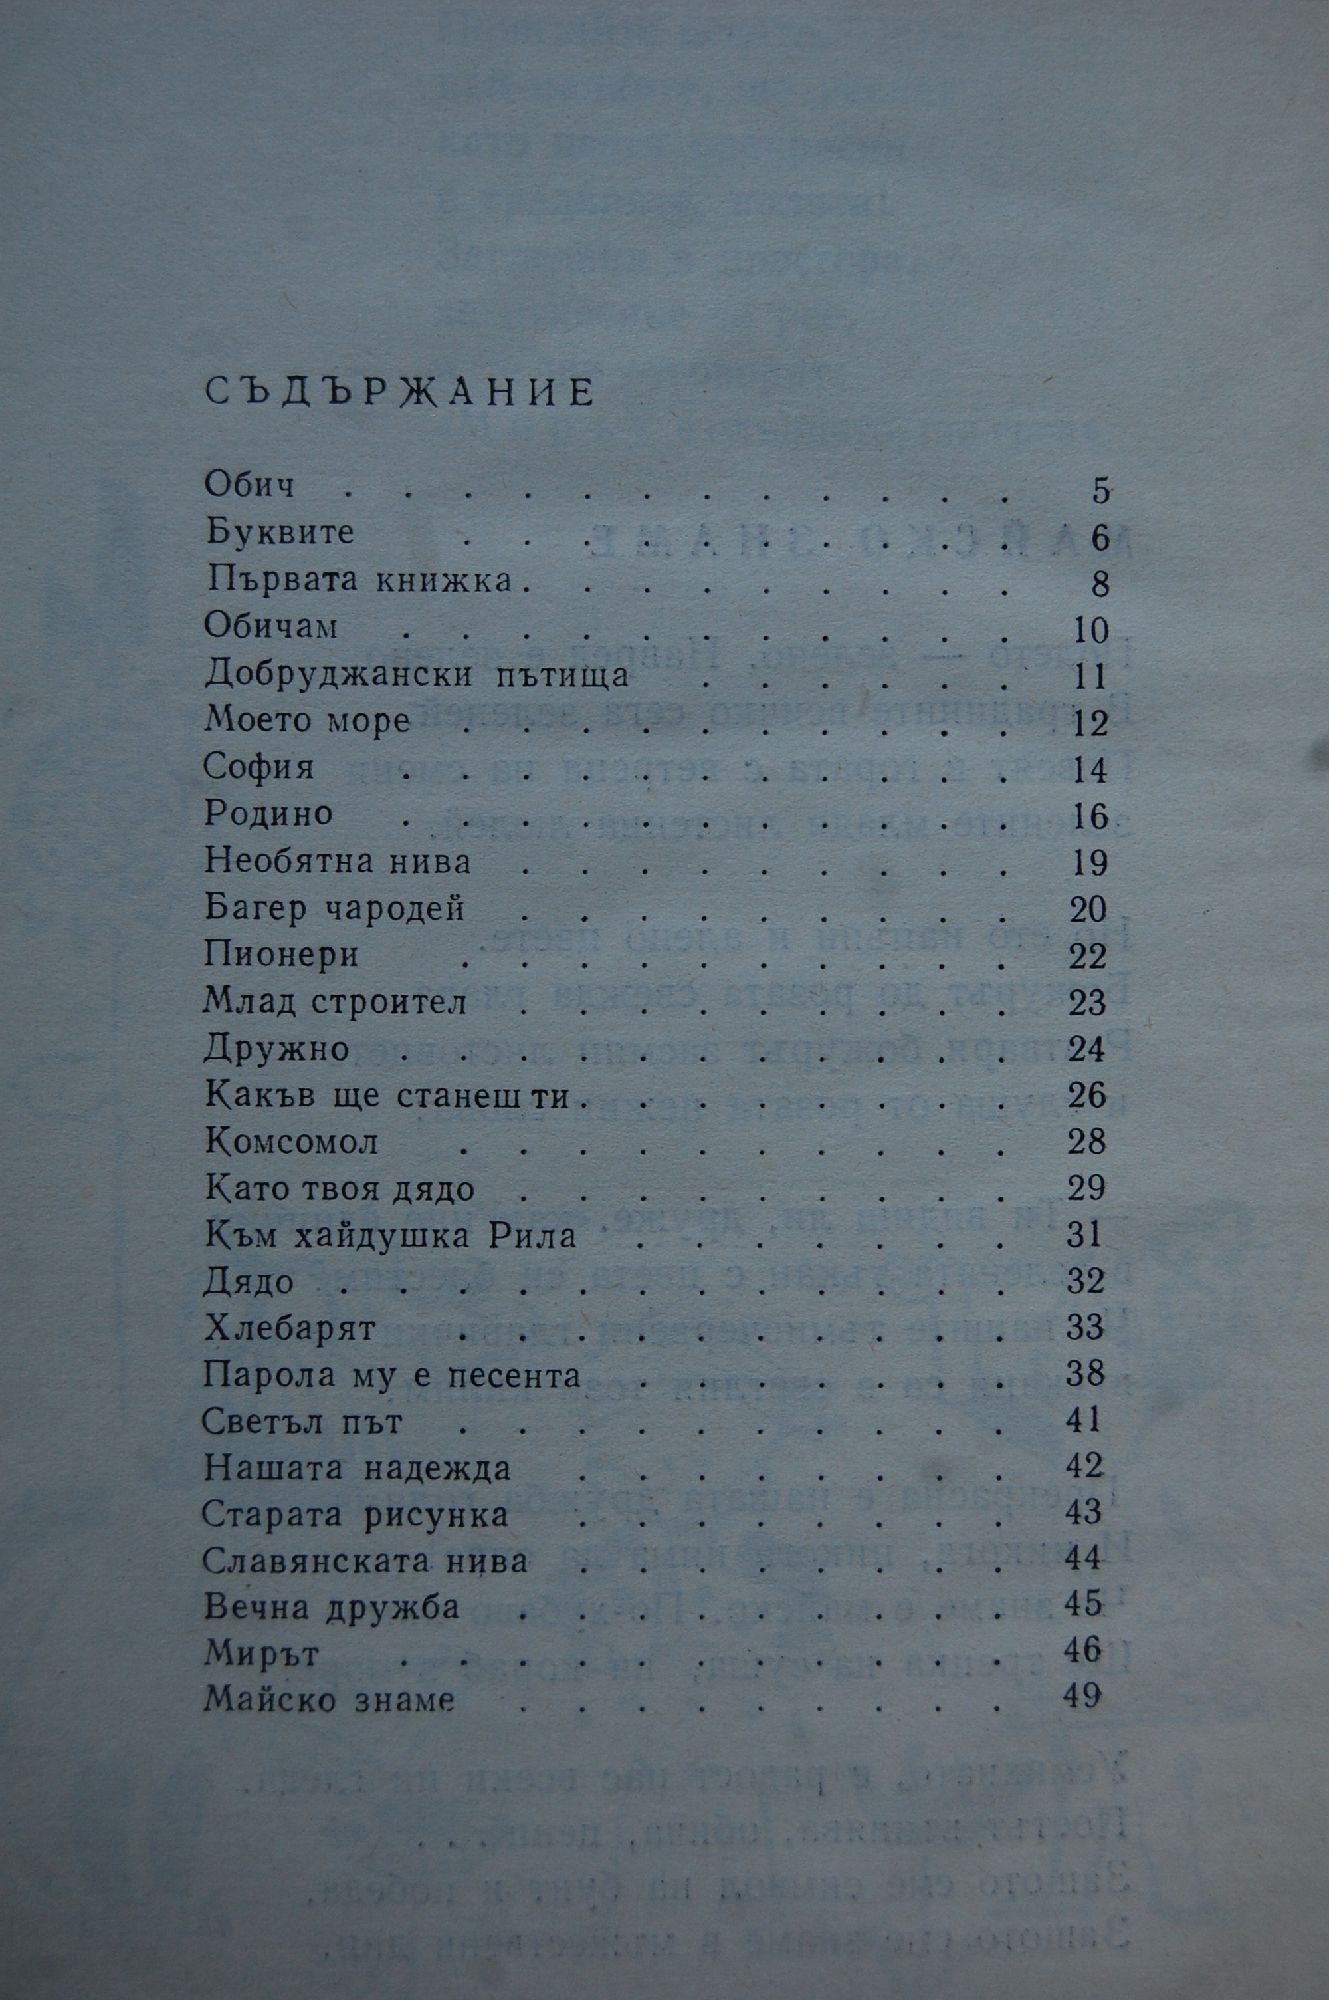 СЪДЪРЖАНИЕ
Обич . . . . . . . . . . . . 5
Буквите . . . . . . . . . . 6
Първата книжка . . . . . . . . . 8
Обичам . . . . . . . . . . . 10
Добруджански пътища . . . . . . 11
Моето море . . . . . . . . . . 12
София . . . . . . . . . . . 14
Родино . . . . . . . . . . . 16
Необятна нива . . . . . . . . . 19
Багер чародей . . . . . . . . . 20
Пионери . . . . . . . . . . 22
Млад строител . . . . . . . . . 23
Дружно . . . . . . . . . . . 24
Какъв ще станеш ти . . . . . . . . 26
Комсомол . . . . . . . . . . 28
Като твоя дядо . . . . . . . . . 29
Към хайдушка Рила . . . . . . . 31
Дядо . . . . . . . . . . . . 32
Хлебарят . . . . . . . . . . 33
Парола му е песента . . . . . . 38
Светъл път . . . . . . . . . . 41
Нашата надежда . . . . . . . . 42
Старата рисунка . . . . . . . . 43
Славянската нива . . . . . . . . 44
Вечна дружба . . . . . . . . . 45
Мирът . . . . . . . . . . . 46
Майско знаме . . . . . . . . . 49